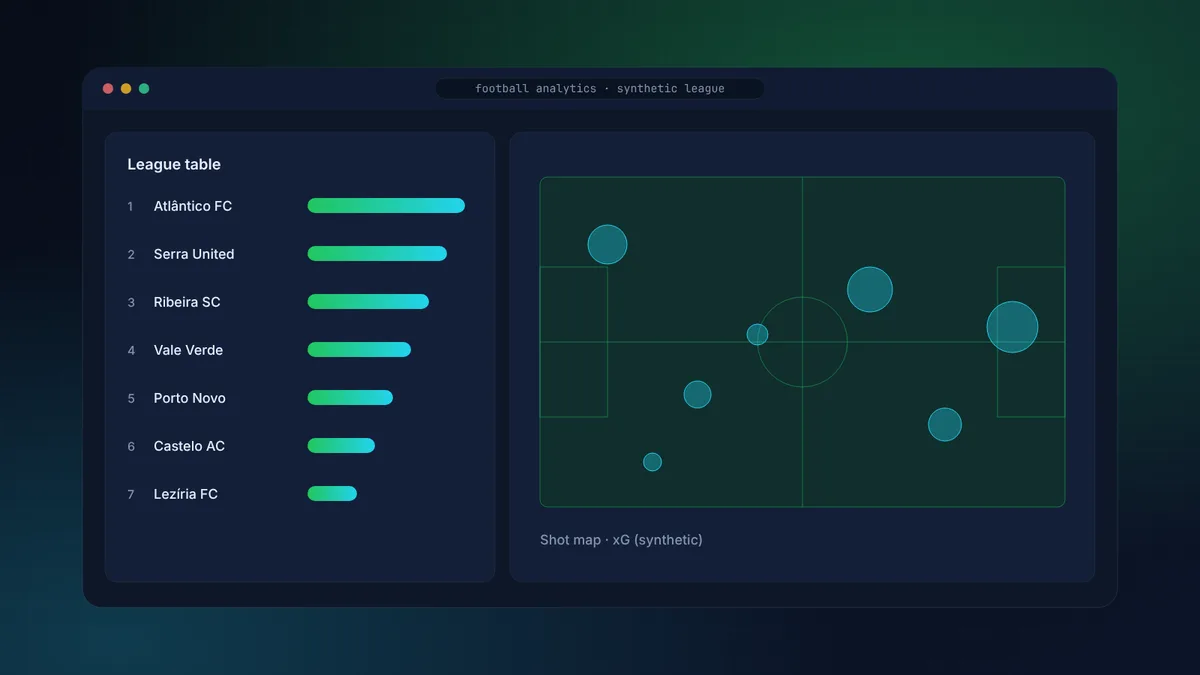 football analytics · synthetic league
League table
1 Atlântico FC
2 Serra United
3 Ribeira SC
4 Vale Verde
5 Porto Novo
6 Castelo AC
7 Lezíria FC
Shot map · xG (synthetic)